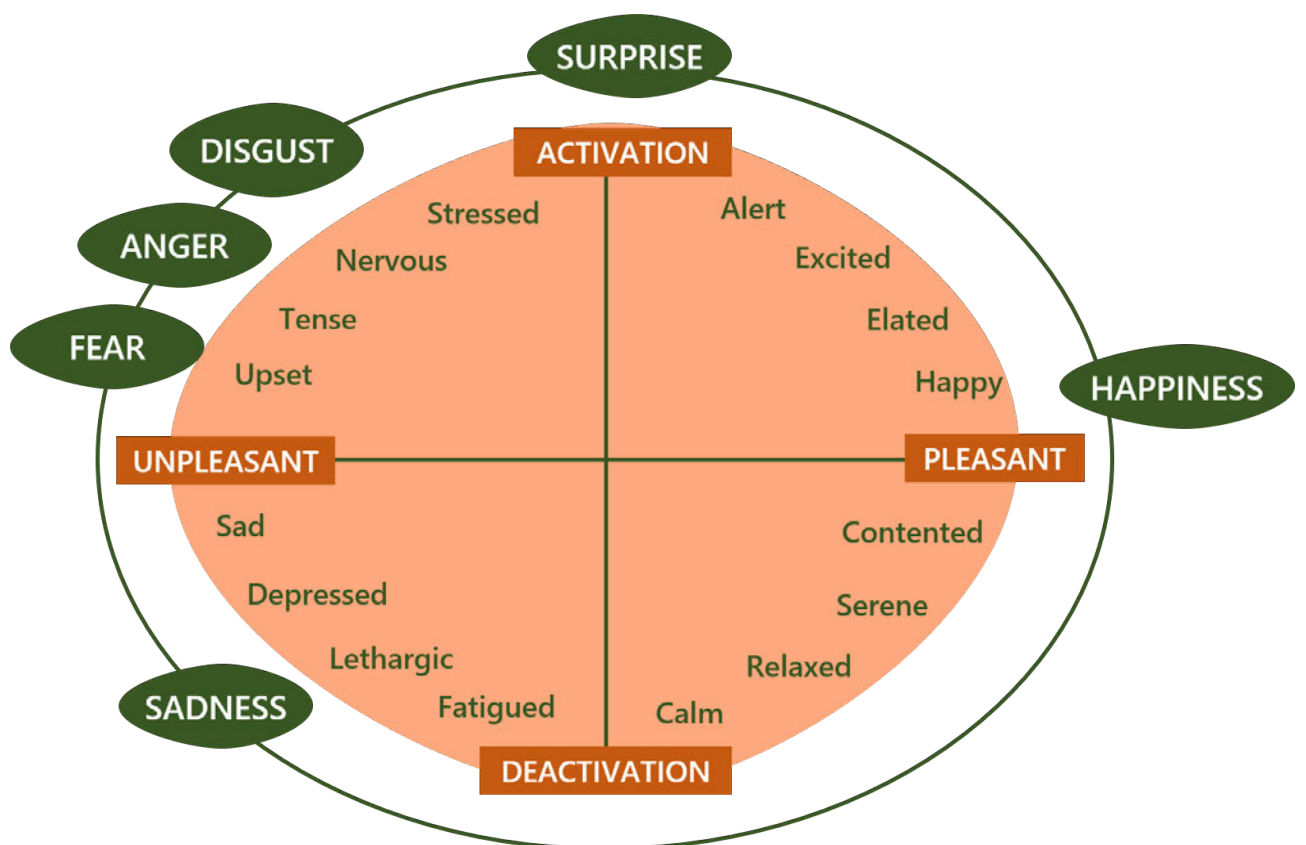 SURPRISE
DISGUST
ACTIVATION
Stressed
Alert
ANGER
Nervous
Excited
Tense
Elated
FEAR
Upset
Happy
HAPPINESS
UNPLEASANT
PLEASANT
Sad
Contented
Depressed
Serene
Lethargic
Relaxed
SADNESS
Fatigued
Calm
DEACTIVATION